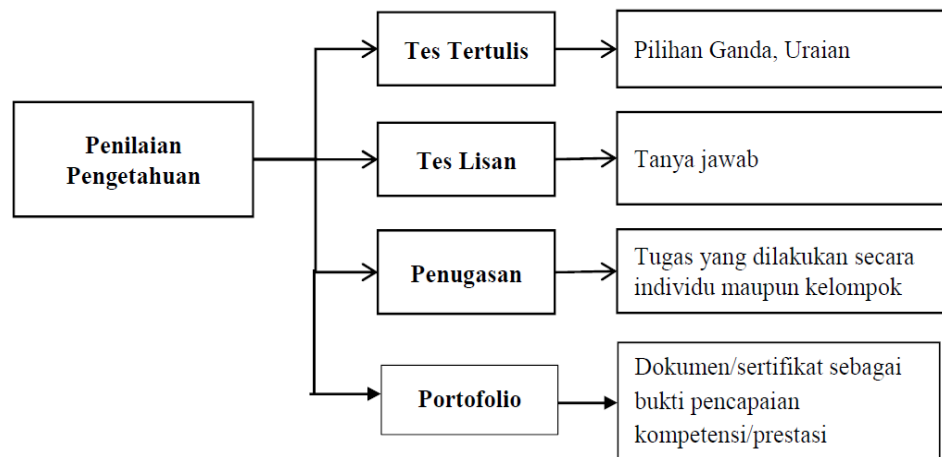 Penilaian
Pengetahuan
Tes Tertulis
Pilihan Ganda, Uraian
Tes Lisan
Tanya jawab
Penugasan
Tugas yang dilakukan secara
individu maupun kelompok
Portofolio
Dokumen/sertifikat sebagai
bukti pencapaian
kompetensi/prestasi